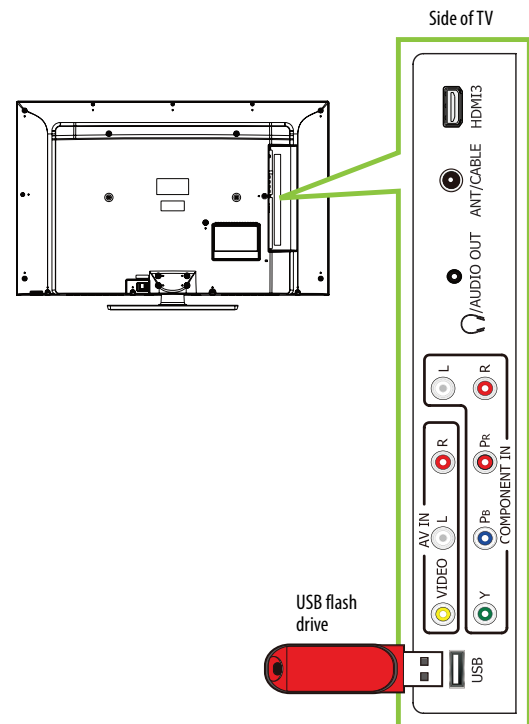 Side of TV
HDMI3
ANT/CABLE
/AUDIO OUT
L
R
R
PR
AV IN
L
PB
COMPONENT IN
VIDEO
Y
USB flash
drive
USB